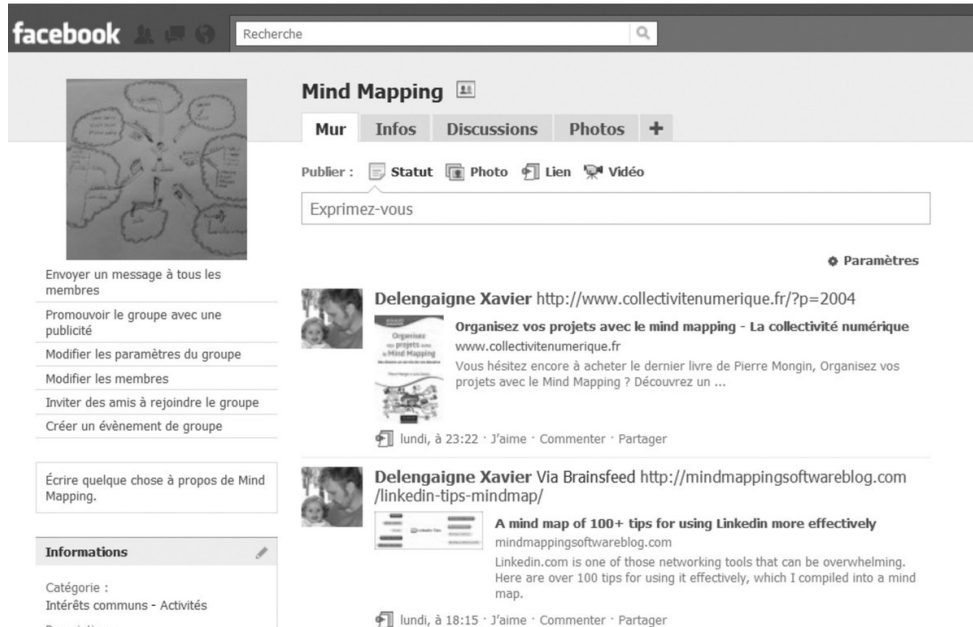 facebook
Recherche
Mind Mapping
Mur Infos Discussions Photos +
Publier : Statut Photo Lien Vidéo
Exprimez-vous
Paramètres
Envoyer un message à tous les
membres
Promouvoir le groupe avec une
publicité
Modifier les paramètres du groupe
Modifier les membres
Inviter des amis à rejoindre le groupe
Créer un évènement de groupe
Écrire quelque chose à propos de Mind
Mapping.
Informations
Catégorie :
Intérêts communs - Activités
Delengaigne Xavier http://www.collectivitenumerique.fr/?p=2004
Organisez
vos projets avec
le Mind Mapping
Organisez vos projets avec le mind mapping - La collectivité numérique
www.collectivitenumerique.fr
Vous hésitez encore à acheter le dernier livre de Pierre Mongin, Organisez vos
projets avec le Mind Mapping ? Découvrez un ...
lundi, à 23:22 · J'aime · Commenter · Partager
Delengaigne Xavier Via Brainsfeed http://mindmappingsoftwareblog.com
/linkedin-tips-mindmap/
A mind map of 100+ tips for using Linkedin more effectively
mindmappingsoftwareblog.com
Linkedin.com is one of those networking tools that can be overwhelming.
Here are over 100 tips for using it effectively, which I compiled into a mind
map.
lundi, à 18:15 · J'aime · Commenter · Partager